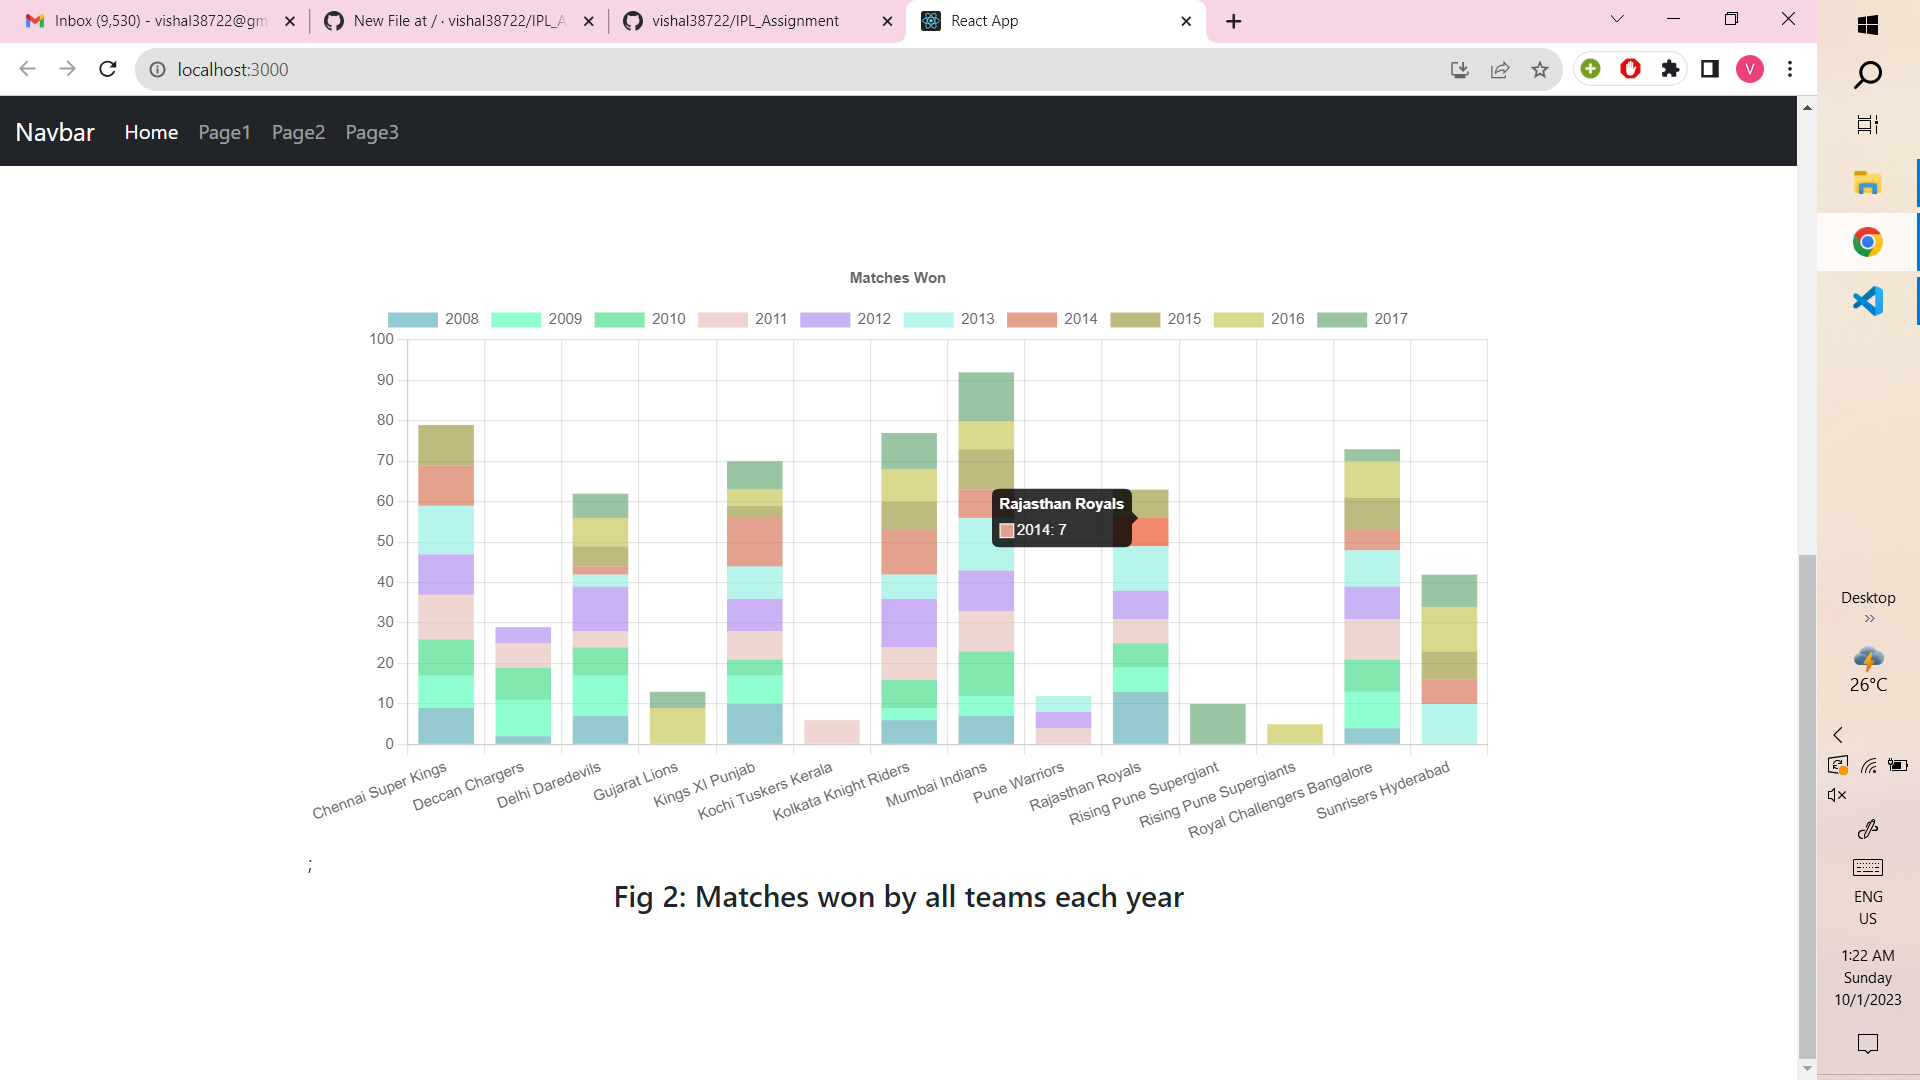 Inbox (9,530) - vishal38722@gm
New File at / · vishal38722/IPL_A
vishal38722/IPL_Assignment
React App
localhost:3000
V
Navbar Home Page1 Page2 Page3
Matches Won
2008 2009 2010 2011 2012 2013 2014 2015 2016 2017
100
90
80
70
60
50
40
30
20
10
0
Rajasthan Royals
2014: 7
Chennai Super Kings
Deccan Chargers
Delhi Daredevils
Gujarat Lions
Kings XI Punjab
Kochi Tuskers Kerala
Kolkata Knight Riders
Mumbai Indians
Pune Warriors
Rajasthan Royals
Rising Pune Supergiant
Rising Pune Supergiants
Royal Challengers Bangalore
Sunrisers Hyderabad
;
Fig 2: Matches won by all teams each year
Desktop
26°C
ENG
US
1:22 AM
Sunday
10/1/2023